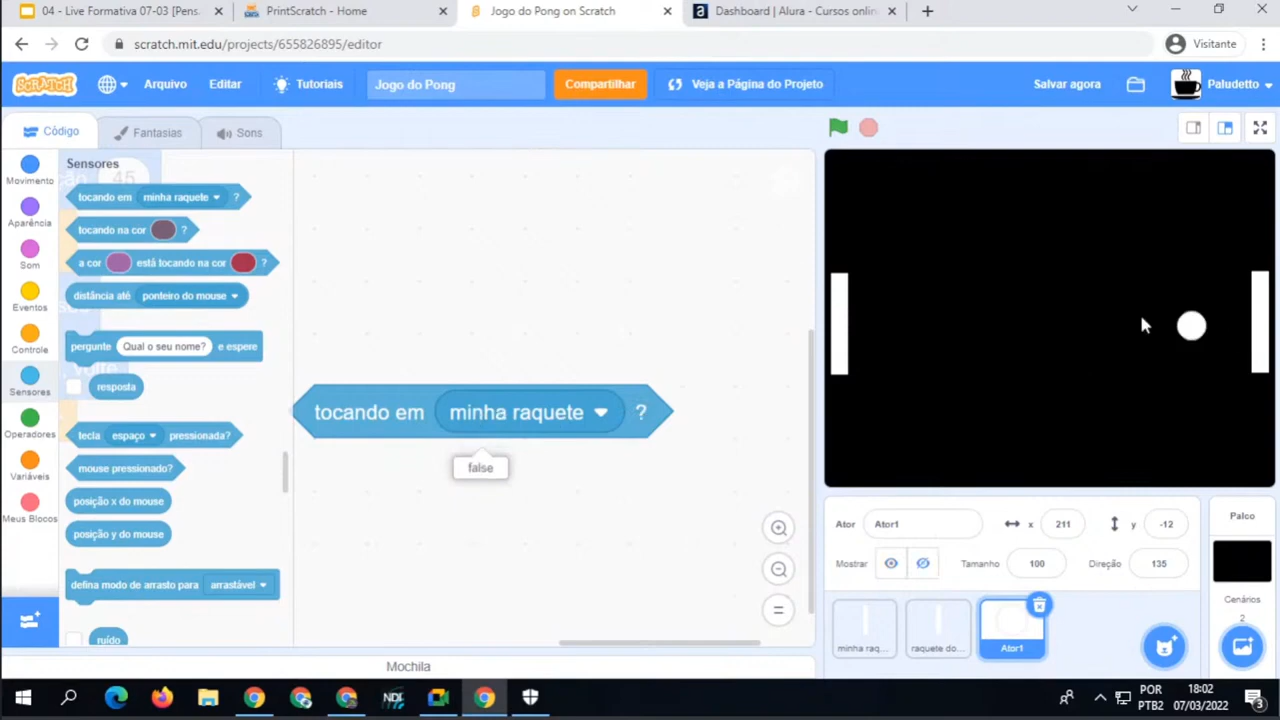 04 - Live Formativa 07-03 [Pens
PrintScratch - Home
Jogo do Pong on Scratch
Dashboard | Alura - Cursos onlin
scratch.mit.edu/projects/655826895/editor
Visitante
SCRATCH
Arquivo
Editar
Tutoriais
Jogo do Pong
Compartilhar
Veja a Página do Projeto
Salvar agora
Paludetto
Código
Fantasias
Sons
Movimento
Aparência
Som
Eventos
Controle
Sensores
Operadores
Variáveis
Meus Blocos
Sensores
45
tocando em minha raquete ?
tocando na cor ?
a cor está tocando na cor ?
distância até ponteiro do mouse
pergunte Qual o seu nome? e espere
resposta
tecla espaço pressionada?
mouse pressionado?
posição x do mouse
posição y do mouse
defina modo de arrasto para arrastável
ruído
tocando em minha raquete ?
false
Mochila
Ator Ator1 x 211 y -12
Mostrar Tamanho 100 Direção 135
minha raq...
raquete do...
Ator1
Palco
Cenários
2
POR
PTB2
18:02
07/03/2022
3